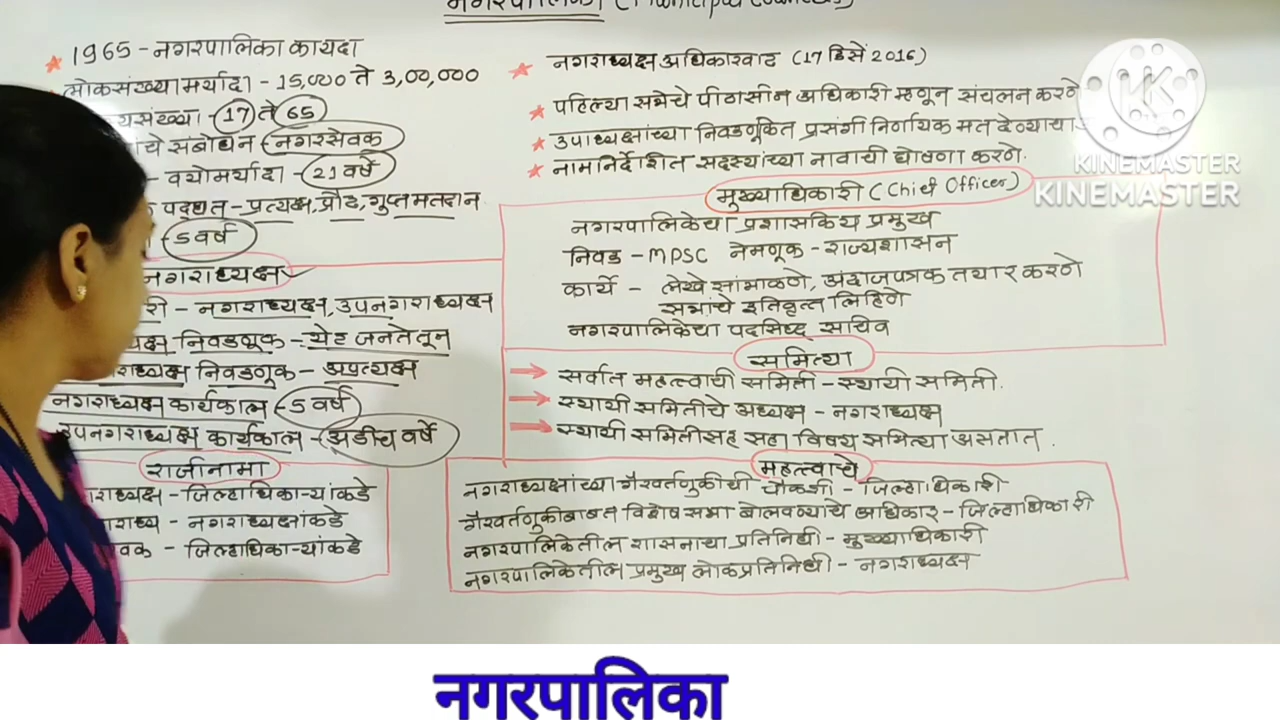 नगरपालिका (Municipal Councils)
1965 - नगरपालिका कायदा
लोकसंख्या मर्यादा - 15,000 ते 3,00,000
संख्या - 17 ते 65
चे संबोधन - नगरसेवक
- वयोमर्यादा - 21 वर्षे
पद्धत - प्रत्यक्ष, प्रौढ, गुप्त मतदान
- 5 वर्षे
नगराध्यक्ष
री - नगराध्यक्ष, उपनगराध्यक्ष
निवडणूक - थेट जनतेतून
राध्यक्ष निवडणूक - अप्रत्यक्ष
नगराध्यक्ष कार्यकाल - 5 वर्षे
उपनगराध्यक्ष कार्यकाल - अडीच वर्षे
राजीनामा
राध्यक्ष - जिल्हाधिकाऱ्यांकडे
राध्य - नगराध्यक्षांकडे
वक - जिल्हाधिकाऱ्यांकडे
नगराध्यक्ष अधिकारवाढ (17 डिसें 2016)
पहिल्या सभेचे पीठासीन अधिकारी म्हणून संचलन करणे
उपाध्यक्षांच्या निवडणूकित प्रसंगी निर्णायक मत देण्याचा
नामनिर्देशित सदस्यांच्या नावाची घोषणा करणे.
मुख्याधिकारी (Chief Officer)
नगरपालिकेचा प्रशासकिय प्रमुख
निवड - MPSC नेमणूक - राज्यशासन
कार्ये - लेखे सांभाळणे, अंदाजपत्रक तयार करणे
सभांचे इतिवृत्त लिहिणे
नगरपालिकेचा पदसिध्द सचिव
समित्या
सर्वात महत्त्वाची समिती - स्थायी समिती.
स्थायी समितीचे अध्यक्ष - नगराध्यक्ष
स्थायी समितीसह सहा विषय समित्या असतात.
महत्त्वाचे
नगराध्यक्षांच्या गैरवर्तणुकीची चौकशी - जिल्हाधिकारी
गैरवर्तणुकीबाबत विशेष सभा बोलवण्याचे अधिकार - जिल्हाधिकारी
नगरपालिकेतील शासनाचा प्रतिनिधी - मुख्याधिकारी
नगरपालिकेतील प्रमुख लोकप्रतिनिधी - नगराध्यक्ष
KINEMASTER
KINEMASTER
नगरपालिका